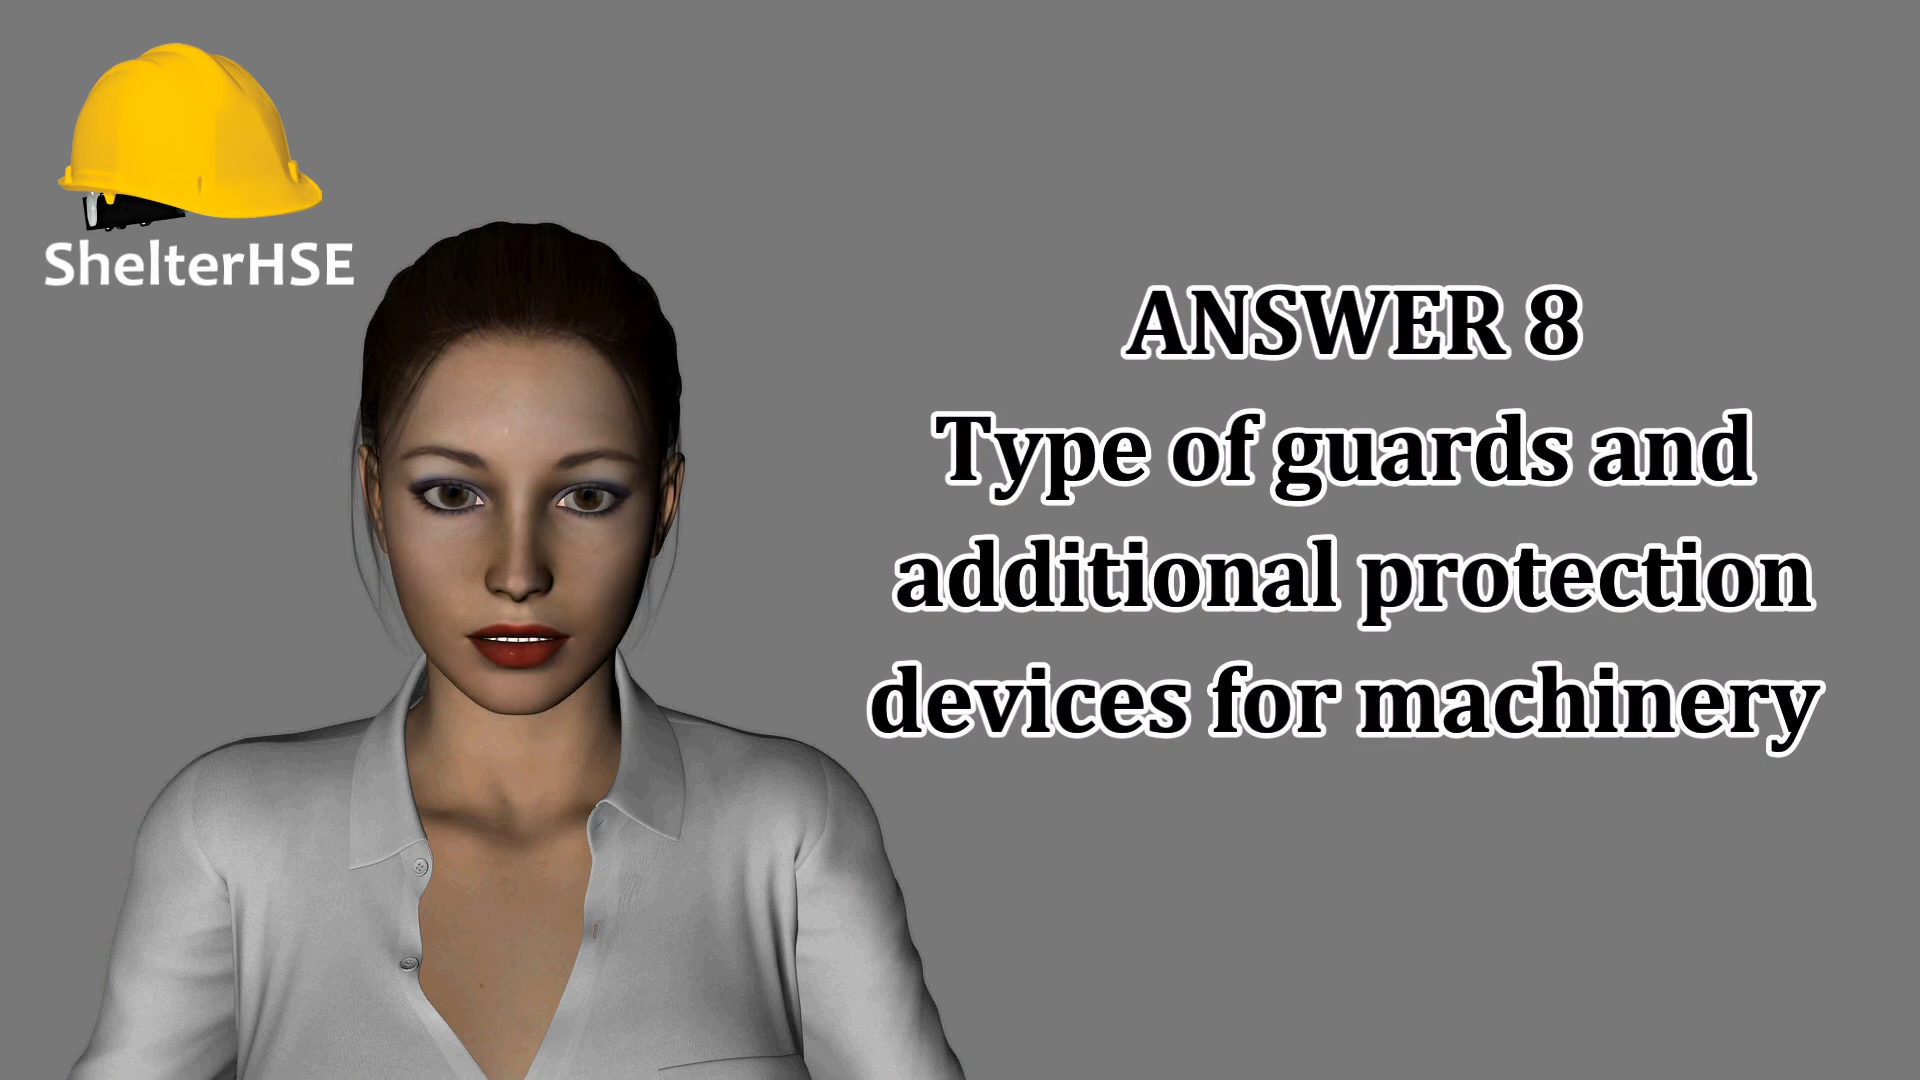 ShelterHSE
ANSWER 8
Type of guards and
additional protection
devices for machinery